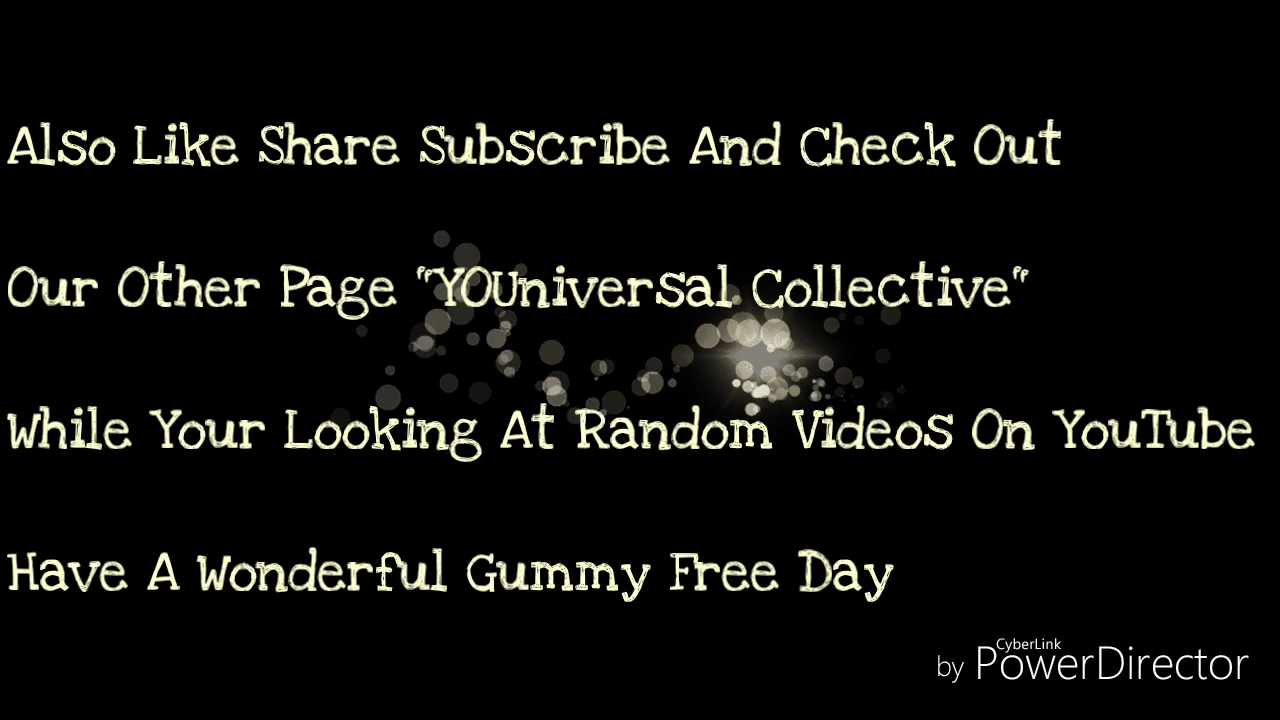 Also Like Share Subscribe And Check Out
Our Other Page "YOUniversal Collective"
While Your Looking At Random Videos On YouTube
Have A Wonderful Gummy Free Day
CyberLink
by PowerDirector